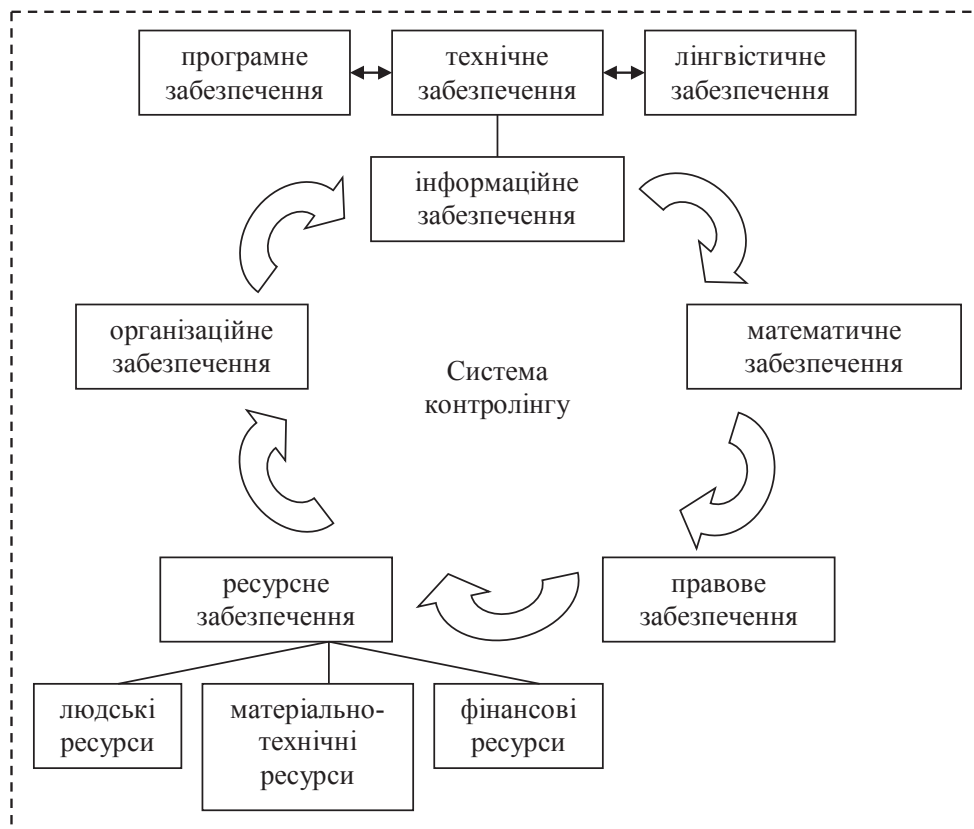 програмне
забезпечення
технічне
забезпечення
лінгвістичне
забезпечення
інформаційне
забезпечення
організаційне
забезпечення
математичне
забезпечення
Система
контролінгу
ресурсне
забезпечення
правове
забезпечення
людські
ресурси
матеріально-
технічні
ресурси
фінансові
ресурси